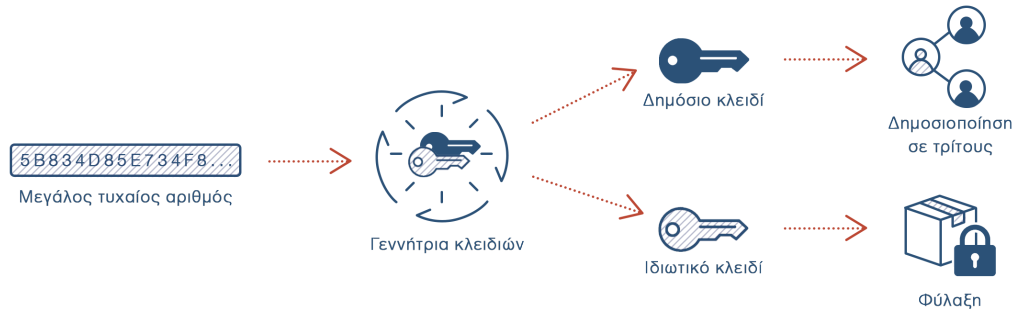 5B834D85E734F8...
Μεγάλος τυχαίος αριθμός
Γεννήτρια κλειδιών
Δημόσιο κλειδί
Δημοσιοποίηση
σε τρίτους
Ιδιωτικό κλειδί
Φύλαξη